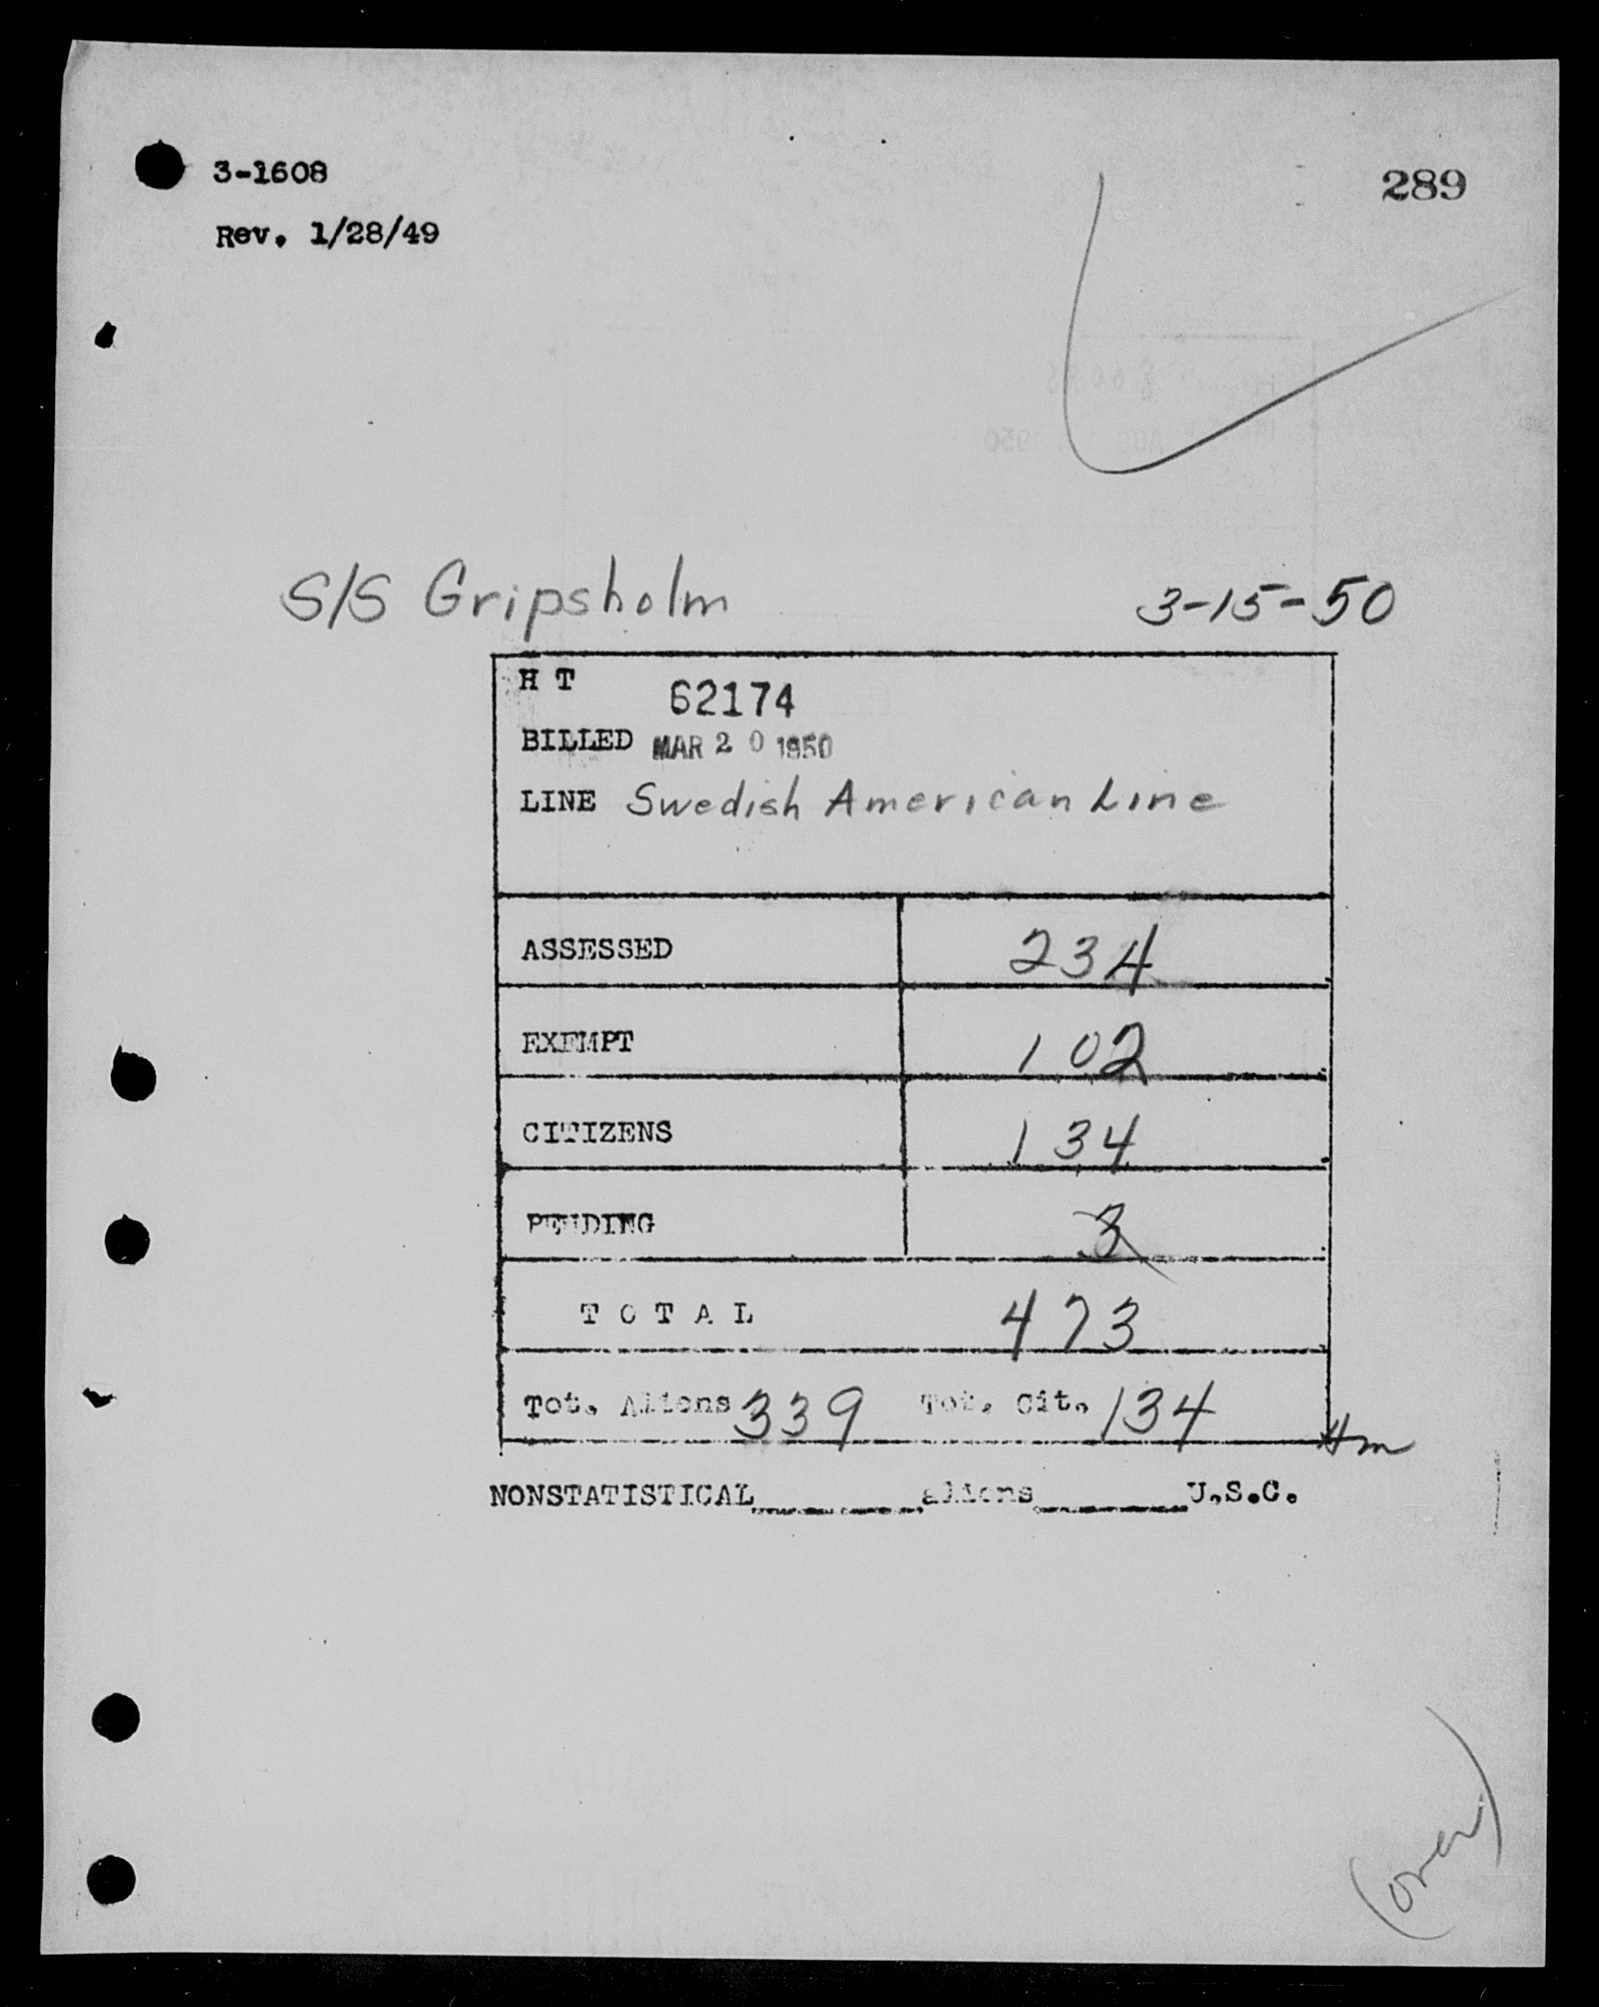 3-1608
289
Rev. 1/28/49
S/S Gripsholm 3-15-50
H T 62174
BILLED MAR 20 1950
LINE Swedish American Line
ASSESSED 234
EXEMPT 102
CITIZENS 134
PENDING 3
TOTAL 473
Tot. Aliens 339 Tot. Cit. 134
Hm
NONSTATISTICAL aliens U.S.C.
(over)